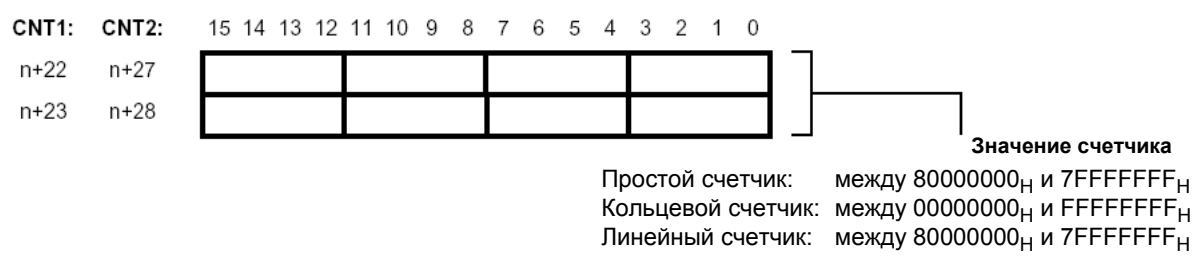 CNT1: CNT2: 15 14 13 12 11 10 9 8 7 6 5 4 3 2 1 0
n+22 n+27
n+23 n+28
Значение счетчика
Простой счетчик: между 80000000H и 7FFFFFFFH
Кольцевой счетчик: между 00000000H и FFFFFFFFH
Линейный счетчик: между 80000000H и 7FFFFFFFH